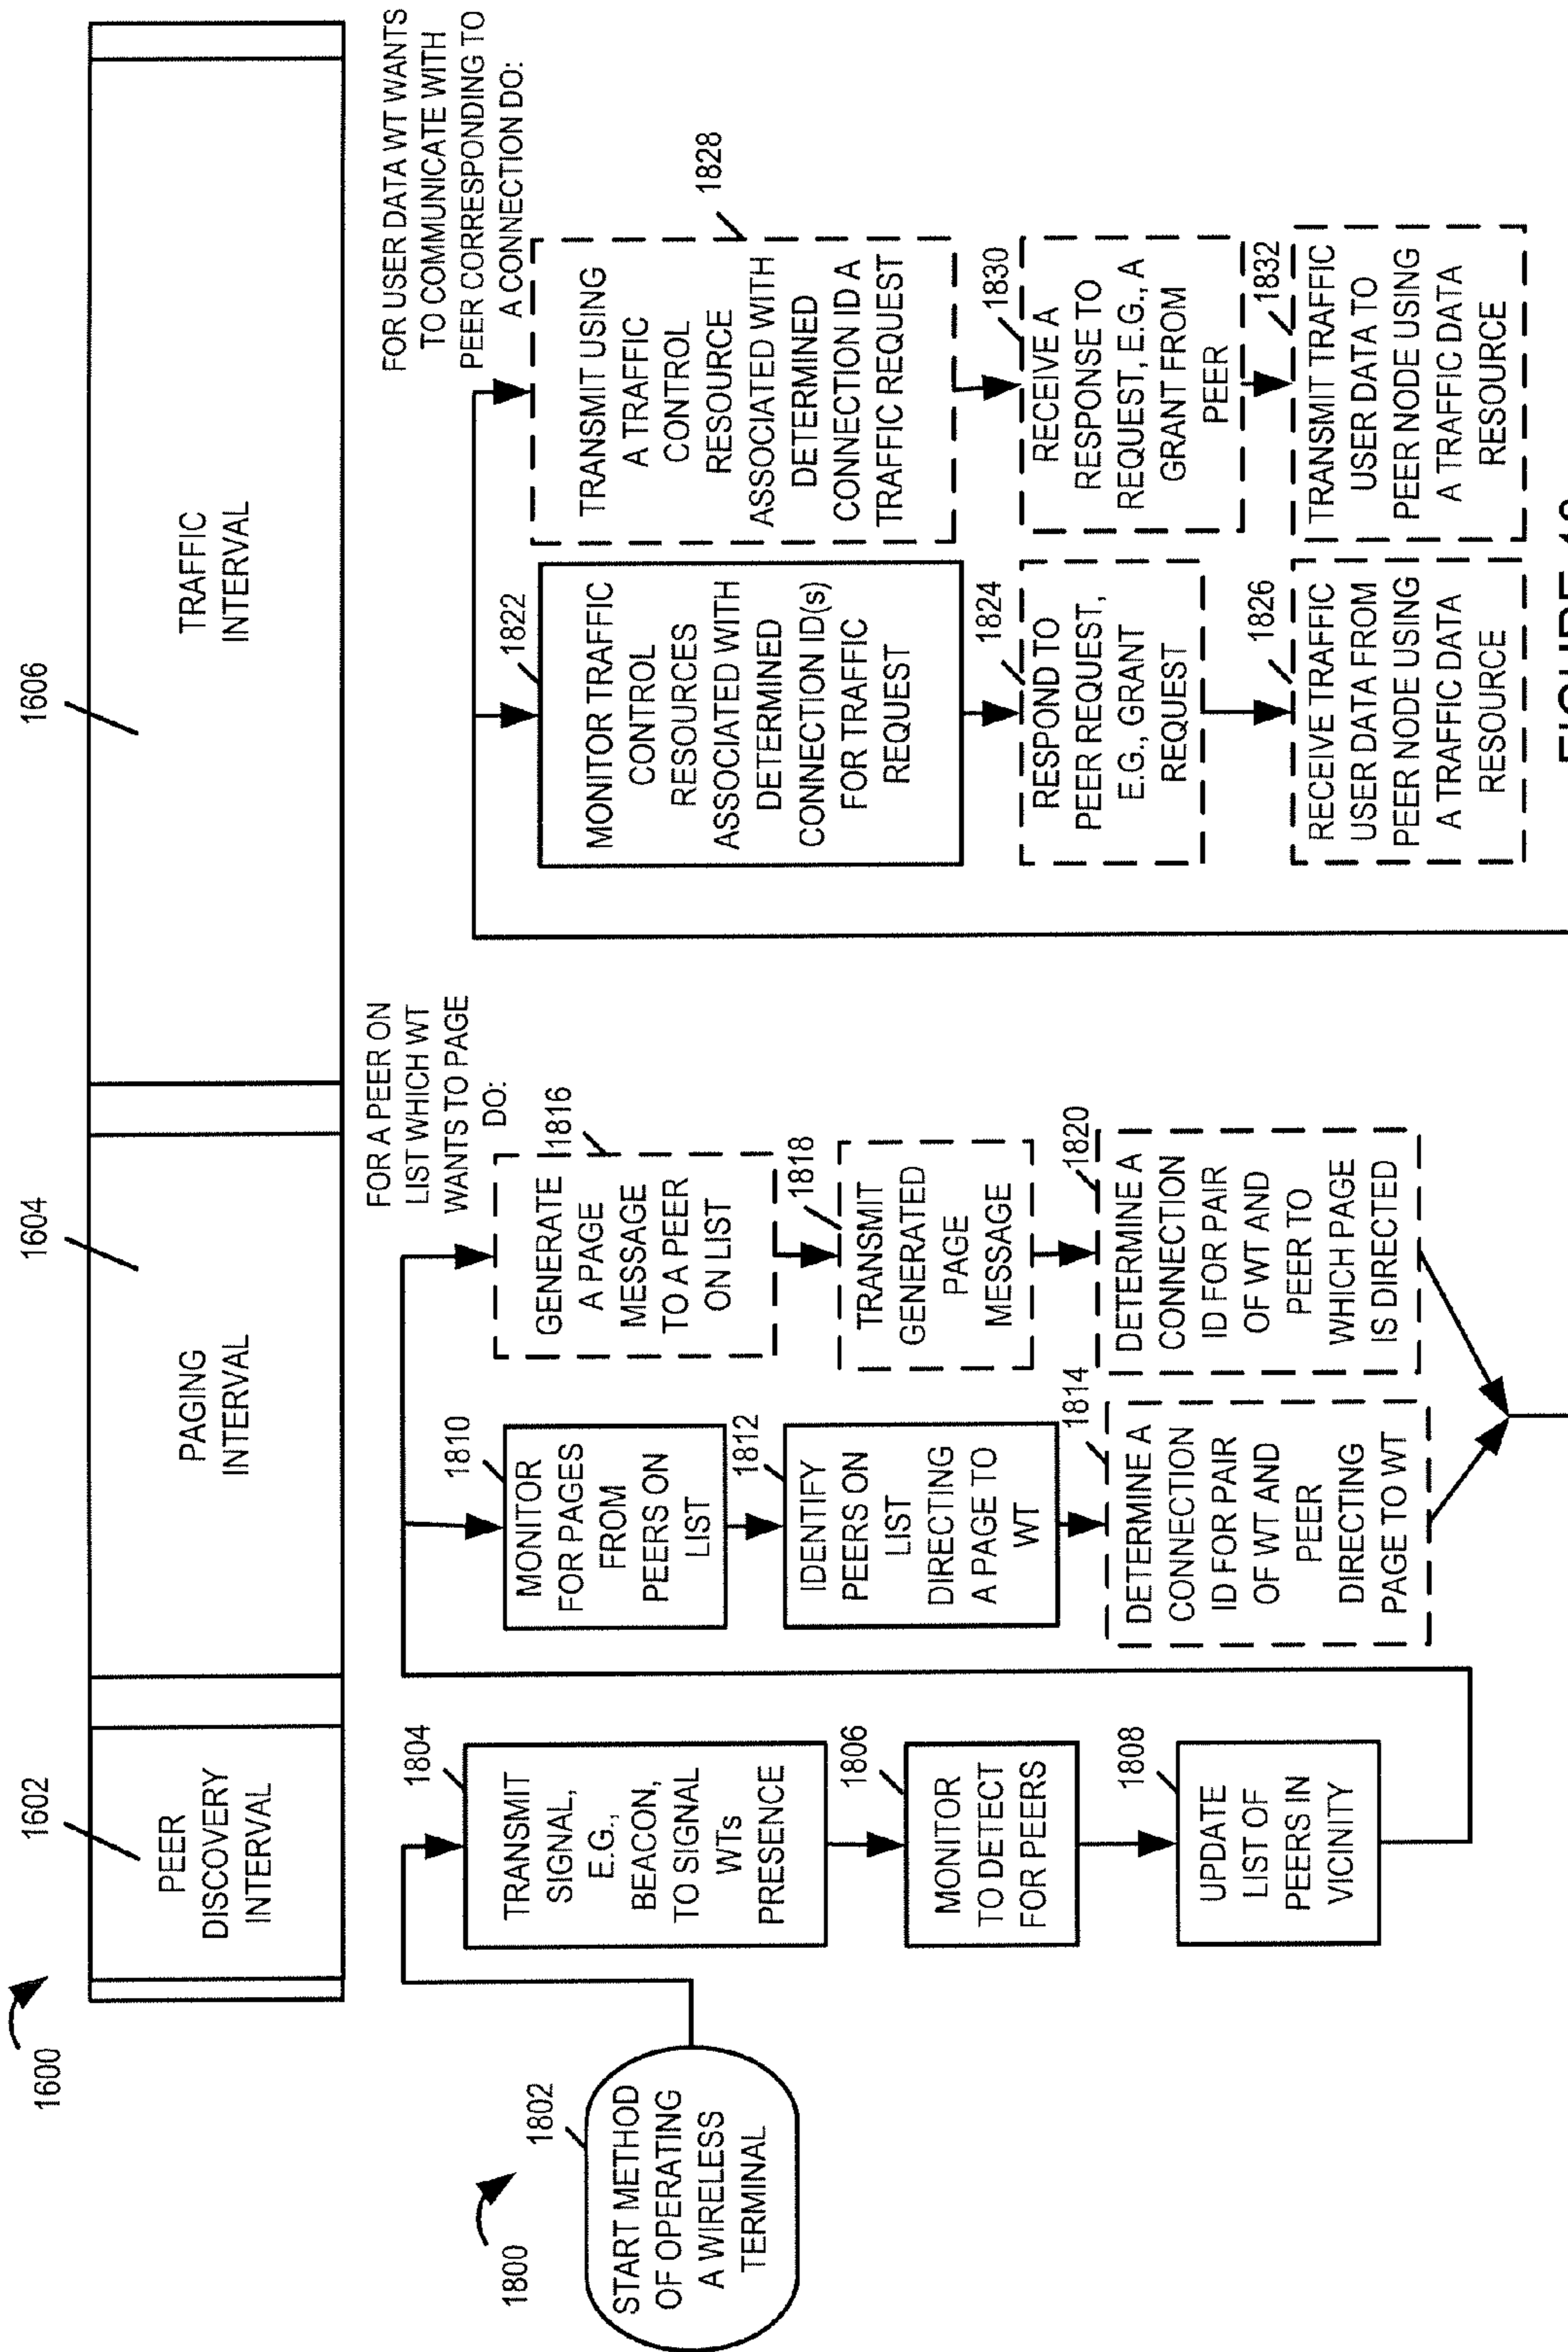 1600
1602
1604
1606
PEER
DISCOVERY
INTERVAL
PAGING
INTERVAL
TRAFFIC
INTERVAL
1800
1802
START METHOD
OF OPERATING
A WIRELESS
TERMINAL
1804
TRANSMIT
SIGNAL,
E.G.,
BEACON,
TO SIGNAL
WTs
PRESENCE
1806
MONITOR
TO DETECT
FOR PEERS
1808
UPDATE
LIST OF
PEERS IN
VICINITY
1810
MONITOR
FOR PAGES
FROM
PEERS ON
LIST
1812
IDENTIFY
PEERS ON
LIST
DIRECTING
A PAGE TO
WT
1814
DETERMINE A
CONNECTION
ID FOR PAIR
OF WT AND
PEER
DIRECTING
PAGE TO WT
FOR A PEER ON
LIST WHICH WT
WANTS TO PAGE
DO:
1816
GENERATE
A PAGE
MESSAGE
TO A PEER
ON LIST
1818
TRANSMIT
GENERATED
PAGE
MESSAGE
1820
DETERMINE A
CONNECTION
ID FOR PAIR
OF WT AND
PEER TO
WHICH PAGE
IS DIRECTED
1822
MONITOR TRAFFIC
CONTROL
RESOURCES
ASSOCIATED WITH
DETERMINED
CONNECTION ID(s)
FOR TRAFFIC
REQUEST
1824
RESPOND TO
PEER REQUEST,
E.G., GRANT
REQUEST
1826
RECEIVE TRAFFIC
USER DATA FROM
PEER NODE USING
A TRAFFIC DATA
RESOURCE
FOR USER DATA WT WANTS
TO COMMUNICATE WITH
PEER CORRESPONDING TO
A CONNECTION DO:
1828
TRANSMIT USING
A TRAFFIC
CONTROL
RESOURCE
ASSOCIATED WITH
DETERMINED
CONNECTION ID A
TRAFFIC REQUEST
1830
RECEIVE A
RESPONSE TO
REQUEST, E.G., A
GRANT FROM
PEER
1832
TRANSMIT TRAFFIC
USER DATA TO
PEER NODE USING
A TRAFFIC DATA
RESOURCE